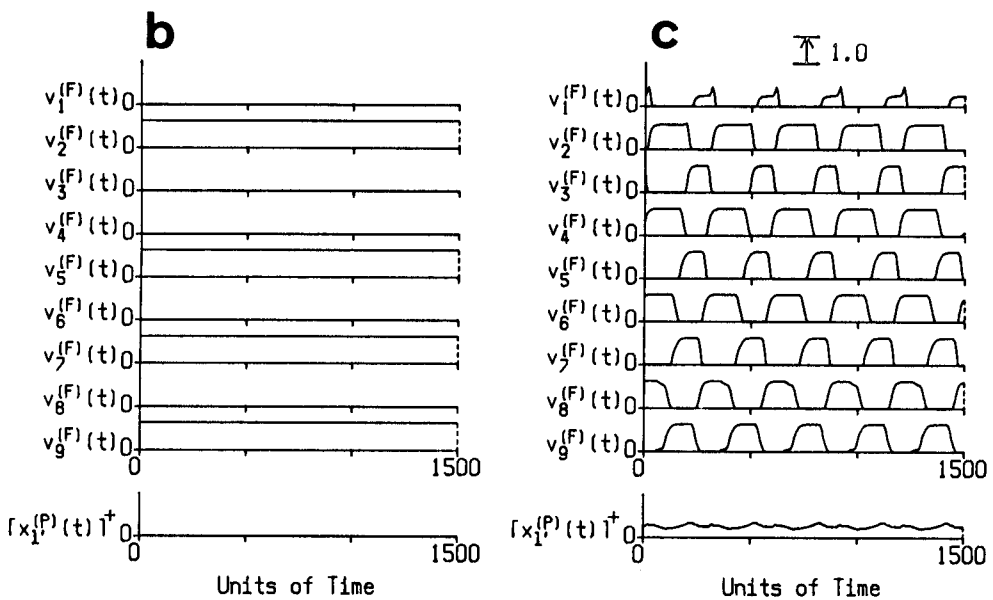 b
v₁⁽ᶠ⁾(t) 0
v₂⁽ᶠ⁾(t) 0
v₃⁽ᶠ⁾(t) 0
v₄⁽ᶠ⁾(t) 0
v₅⁽ᶠ⁾(t) 0
v₆⁽ᶠ⁾(t) 0
v₇⁽ᶠ⁾(t) 0
v₈⁽ᶠ⁾(t) 0
v₉⁽ᶠ⁾(t) 0
0 1500
⌈x₁,⁽ᴾ⁾(t)⌉⁺ 0
0 1500
Units of Time
c
1.0
v₁⁽ᶠ⁾(t) 0
v₂⁽ᶠ⁾(t) 0
v₃⁽ᶠ⁾(t) 0
v₄⁽ᶠ⁾(t) 0
v₅⁽ᶠ⁾(t) 0
v₆⁽ᶠ⁾(t) 0
v₇⁽ᶠ⁾(t) 0
v₈⁽ᶠ⁾(t) 0
v₉⁽ᶠ⁾(t) 0
0 1500
⌈x₁,⁽ᴾ⁾(t)⌉⁺ 0
0 1500
Units of Time